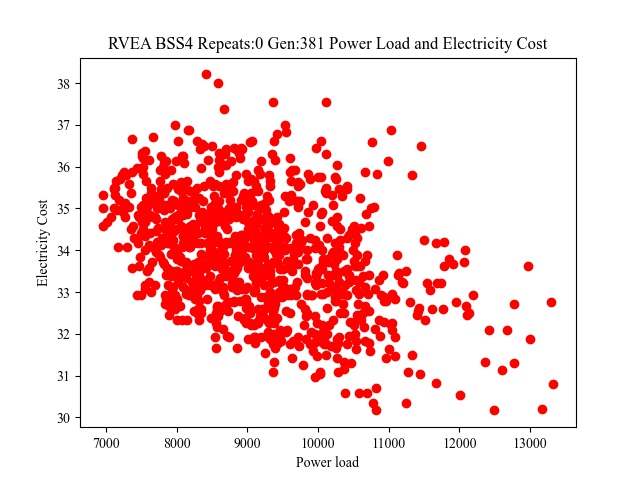 RVEA BSS4 Repeats:0 Gen:381 Power Load and Electricity Cost
38
37
36
35
34
33
32
31
30
Electricity Cost
7000 8000 9000 10000 11000 12000 13000
Power load